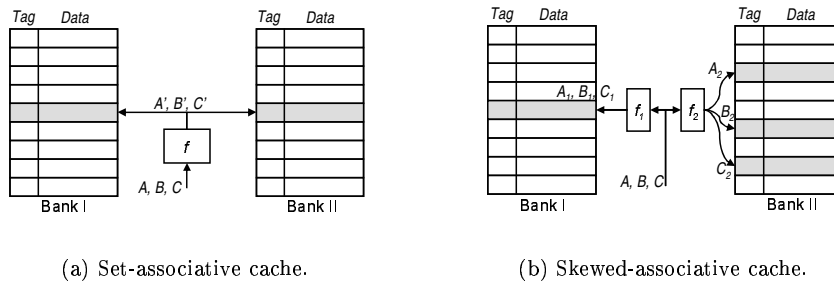 Tag Data
Tag Data
A', B', C'
f
A, B, C
Bank I
Bank II
(a) Set-associative cache.
Tag Data
Tag Data
A1, B1, C1
f1
f2
A2
B2
C2
A, B, C
Bank I
Bank II
(b) Skewed-associative cache.